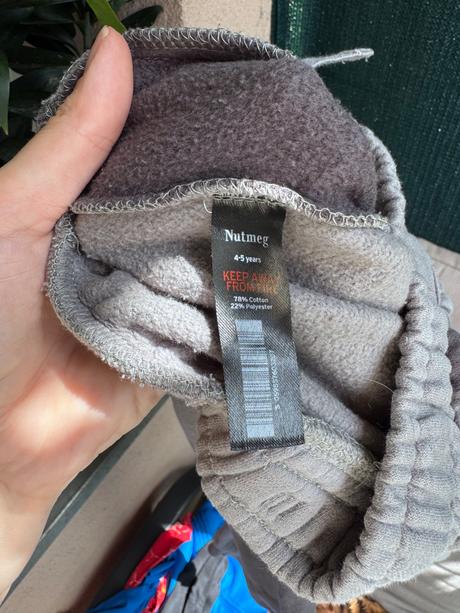 Nutmeg
4-5 years
KEEP AWAY
FROM FIRE
78% Cotton
22% Polyester